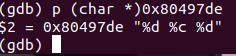 (gdb) p (char *)0x80497de
$2 = 0x80497de "%d %c %d"
(gdb)